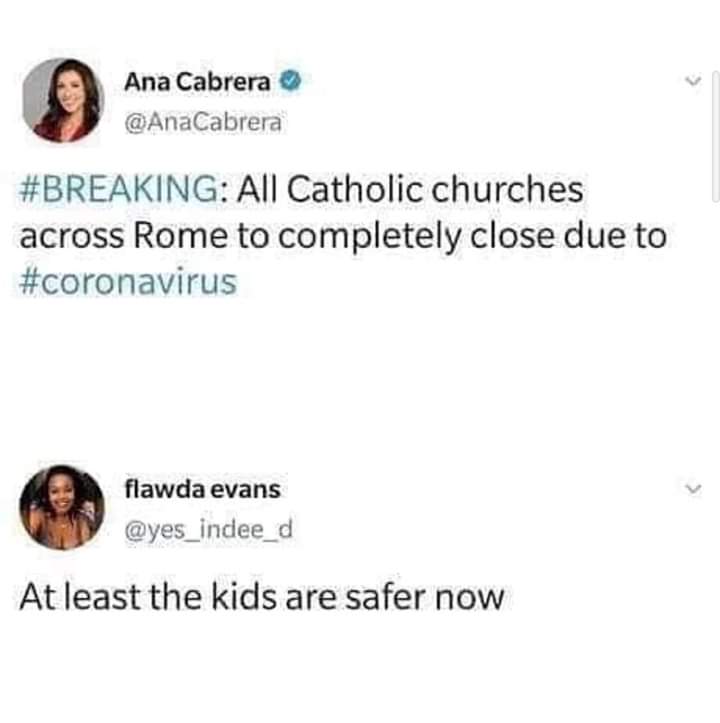 Ana Cabrera
@AnaCabrera
#BREAKING: All Catholic churches
across Rome to completely close due to
#coronavirus
flawda evans
@yes_indee_d
At least the kids are safer now